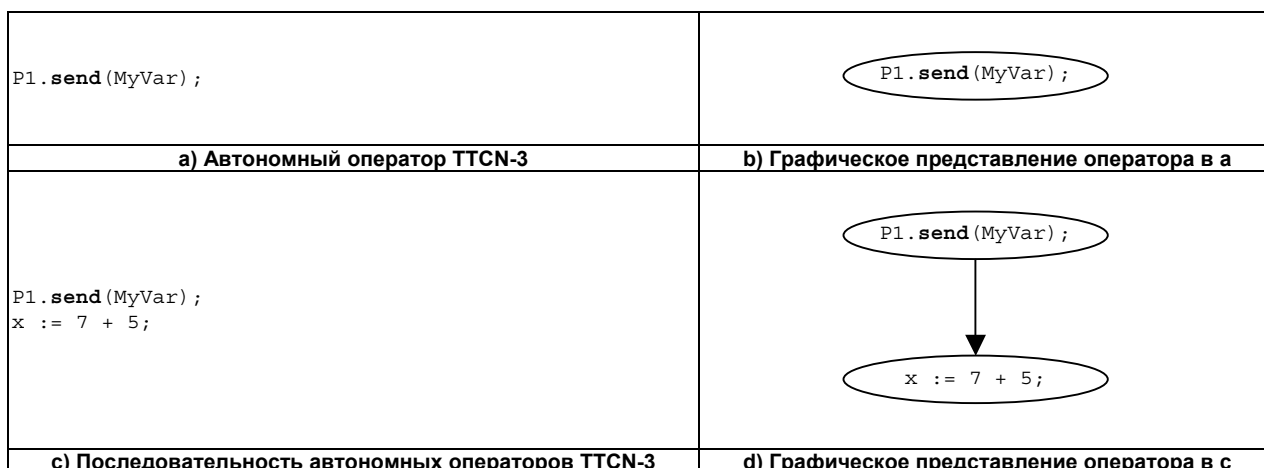 P1.send(MyVar);
P1.send(MyVar);
a) Автономный оператор TTCN-3
b) Графическое представление оператора в a
P1.send(MyVar);
x := 7 + 5;
P1.send(MyVar);
x := 7 + 5;
c) Последовательность автономных операторов TTCN-3
d) Графическое представление оператора в c